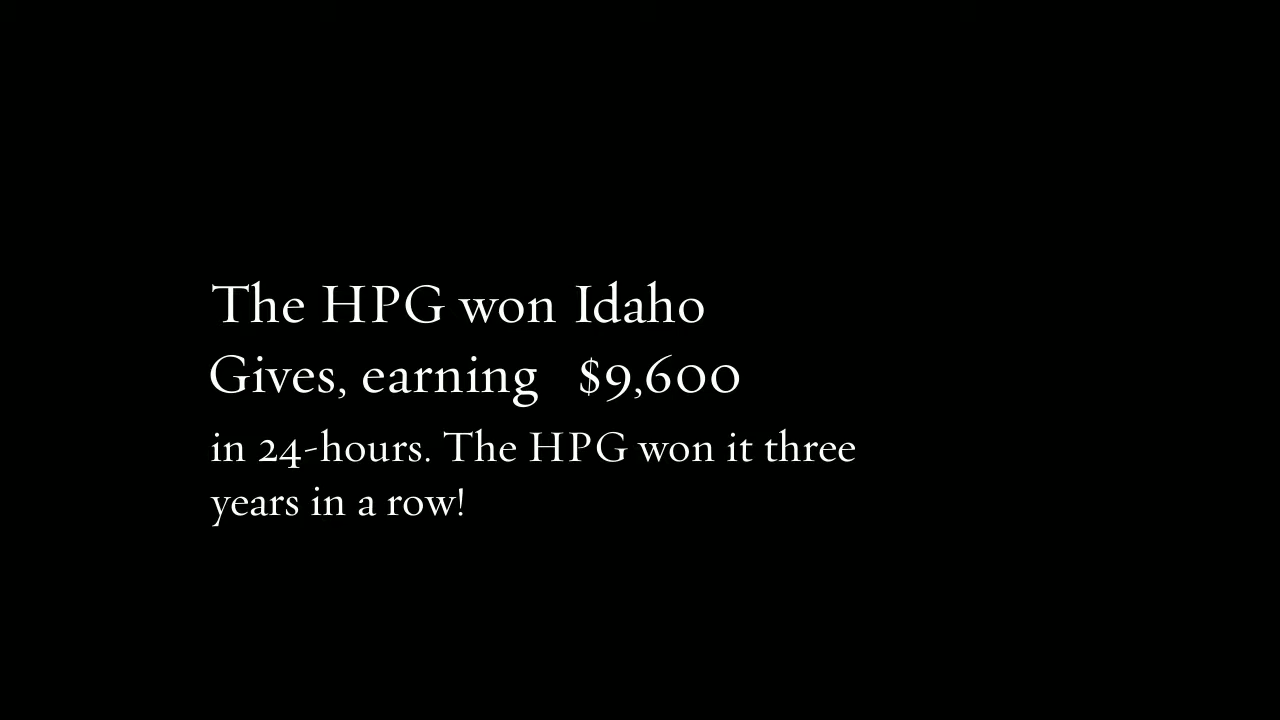 The HPG won Idaho
Gives, earning $9,600
in 24-hours. The HPG won it three
years in a row!